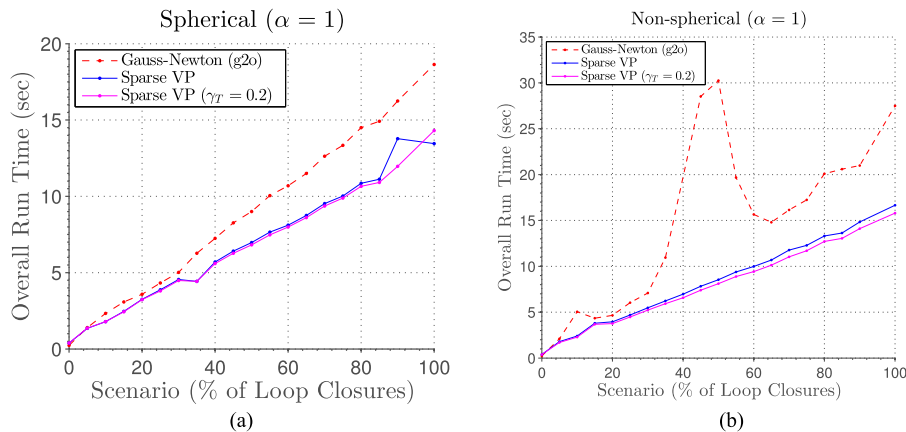 Spherical (α = 1)
Gauss-Newton (g2o)
Sparse VP
Sparse VP (γT = 0.2)
Overall Run Time (sec)
20
15
10
5
0
0 20 40 60 80 100
Scenario (% of Loop Closures)
(a)
Non-spherical (α = 1)
Gauss-Newton (g2o)
Sparse VP
Sparse VP (γT = 0.2)
Overall Run Time (sec)
35
30
25
20
15
10
5
0
0 20 40 60 80 100
Scenario (% of Loop Closures)
(b)